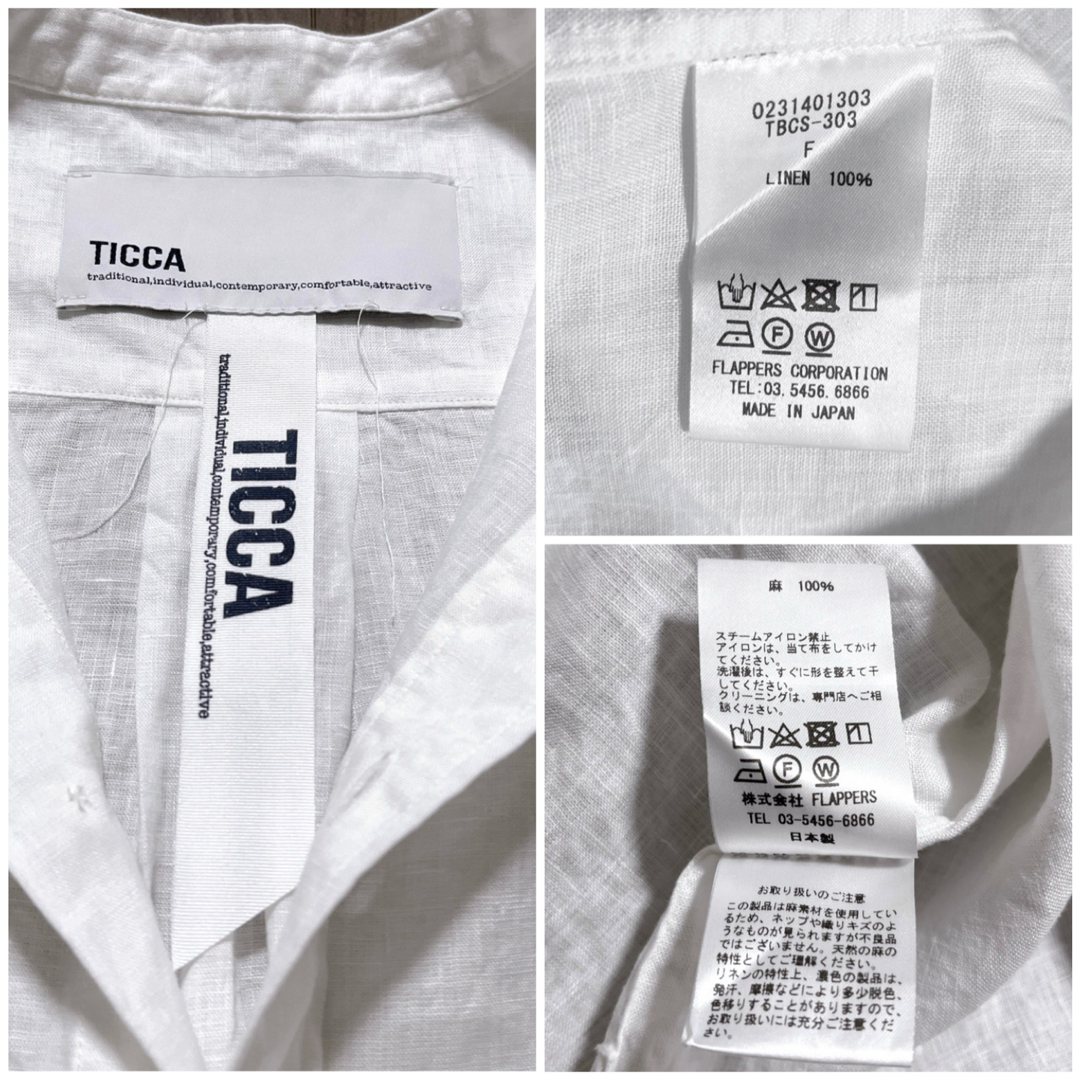 TICCA
traditional,individual,contemporary,comfortable,attractive
traditional,individual,contemporary,comfortable,attractive
TICCA
0231401303
TBCS-303
F
LINEN 100%
F W
FLAPPERS CORPORATION
TEL:03.5456.6866
MADE IN JAPAN
麻 100%
スチームアイロン禁止
アイロンは、当て布をしてかけ
てください。
洗濯後は、すぐに形を整えて干
してください。
クリーニングは、専門店へご相
談ください。
F W
株式会社 FLAPPERS
TEL 03-5456-6866
日本製
お取り扱いのご注意
この製品は麻素材を使用してい
るため、ネップや織りキズのよ
うなものが見られますが不良品
ではございません。天然の麻の
特性としてご理解ください。
リネンの特性上、濃色の製品は、
発汗、摩擦などにより多少脱色、
色移りすることがありますので、
お取り扱いには充分ご注意くだ
さい。